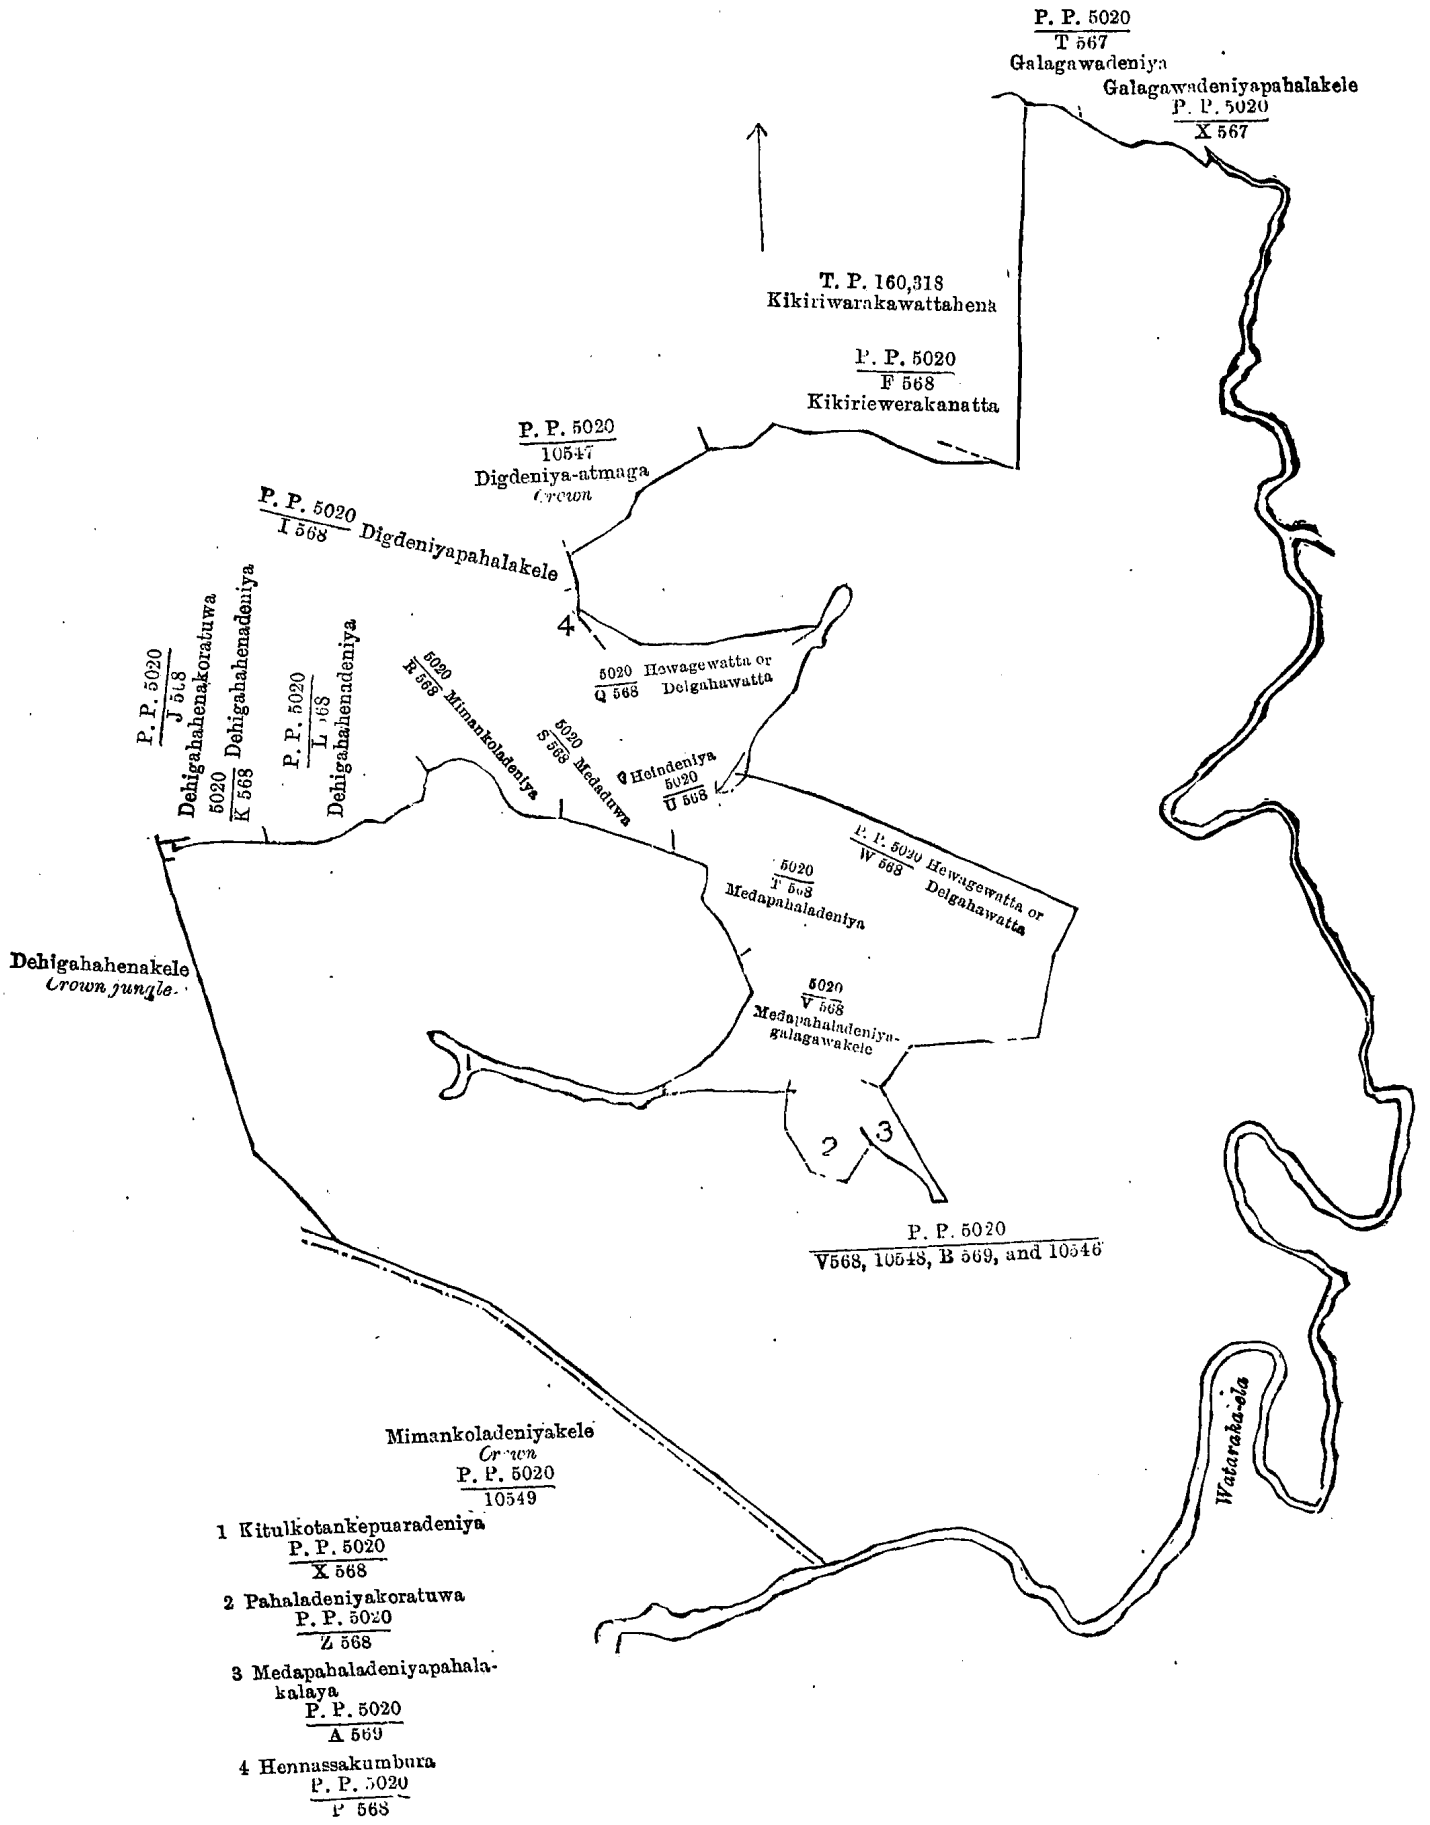 P. P. 5020
T 567
Galagawadeniya
Galagawadeniyapahalakele
P. P. 5020
X 567
T. P. 160,318
Kikiriwarakawattahena
P. P. 5020
F 568
Kikiriewerakanatta
P. P. 5020
10547
Digdeniya-atmaga
Crown
P. P. 5020
I 568
Digdeniyapahalakele
4
P. P. 5020
J 568
Dehigahahenakoratuwa
5020
K 568
Dehigahahenadeniya
P. P. 5020
L 568
Dehigahahenadeniya
5020
R 568
Mimankoladeniya
5020
S 568
Medaduwa
5020
Q 568
Hewagewatta or
Delgahawatta
Heindeniya
5020
U 568
P. P. 5020
W 568
Hewagewatta or
Delgahawatta
5020
T 568
Medapahaladeniya
Dehigahahenakele
Crown jungle
5020
V 568
Medapahaladeniya-
galagawakele
2
3
P. P. 5020
V568, 10548, B 569, and 10546
Wataraka-ela
Mimankoladeniyakele
Crown
P. P. 5020
10549
1 Kitulkotankepuaradeniya
P. P. 5020
X 568
2 Pahaladeniyakoratuwa
P. P. 5020
Z 568
3 Medapahaladeniyapahala-
kalaya
P. P. 5020
A 569
4 Hennassakumbura
P. P. 5020
P 568